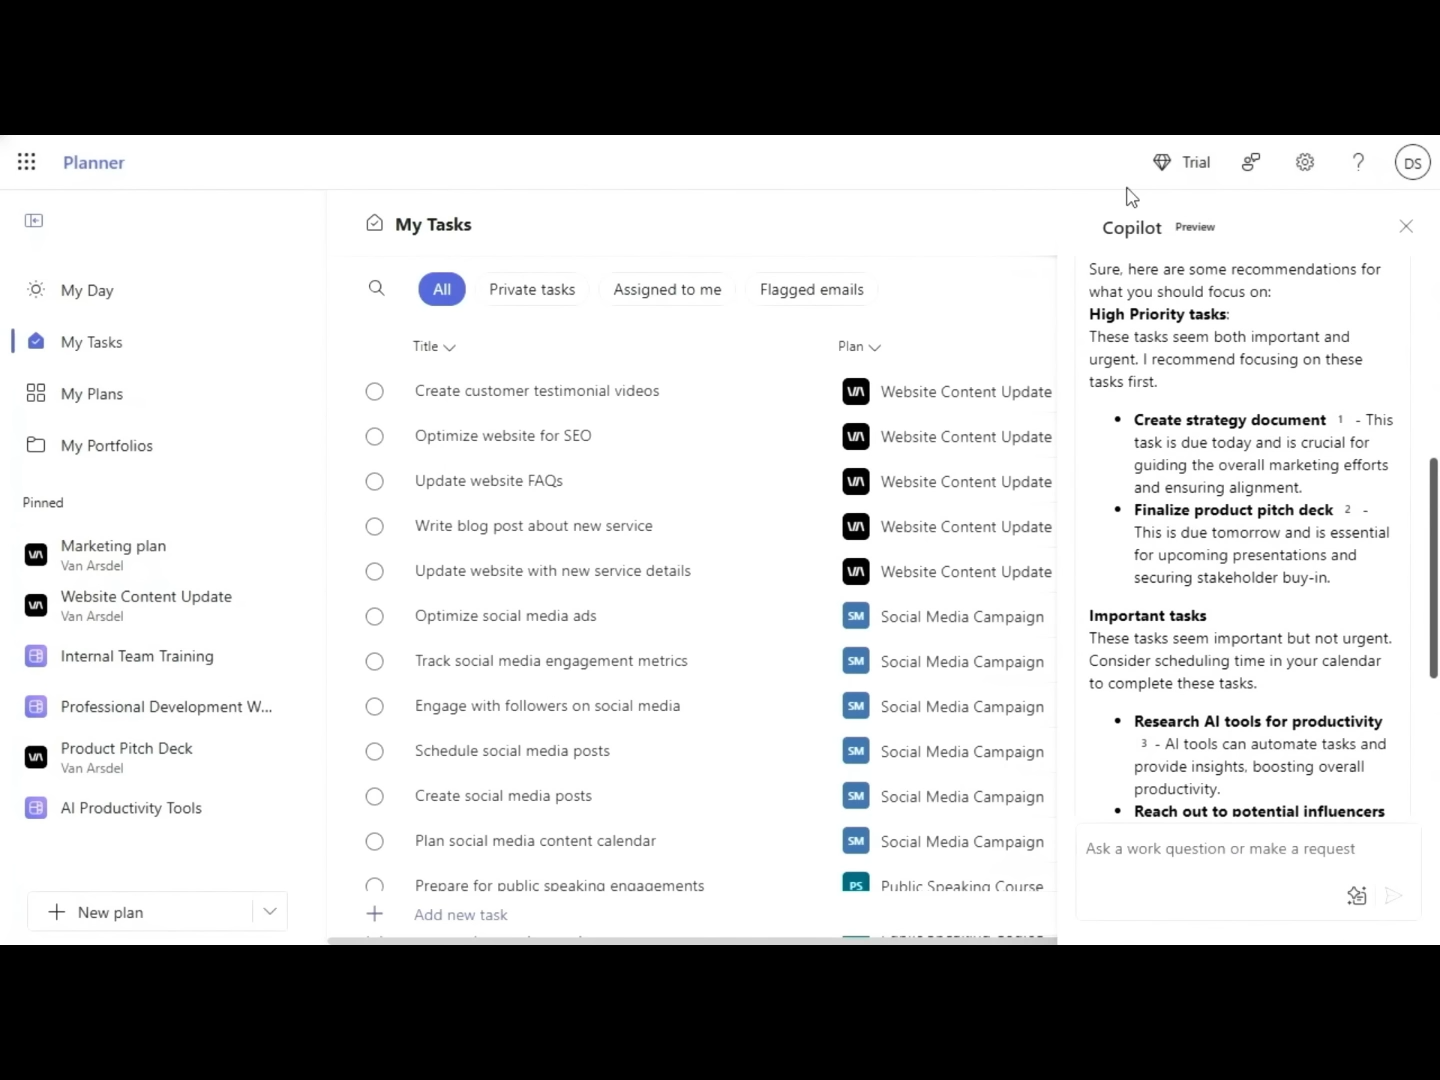 Planner
Trial
DS
My Day
My Tasks
My Plans
My Portfolios
Pinned
VA
Marketing plan
Van Arsdel
VA
Website Content Update
Van Arsdel
Internal Team Training
Professional Development W...
VA
Product Pitch Deck
Van Arsdel
AI Productivity Tools
New plan
My Tasks
All
Private tasks
Assigned to me
Flagged emails
Title
Plan
Create customer testimonial videos
VA
Website Content Update
Optimize website for SEO
VA
Website Content Update
Update website FAQs
VA
Website Content Update
Write blog post about new service
VA
Website Content Update
Update website with new service details
VA
Website Content Update
Optimize social media ads
SM
Social Media Campaign
Track social media engagement metrics
SM
Social Media Campaign
Engage with followers on social media
SM
Social Media Campaign
Schedule social media posts
SM
Social Media Campaign
Create social media posts
SM
Social Media Campaign
Plan social media content calendar
SM
Social Media Campaign
Prepare for public speaking engagements
PS
Public Speaking Course
Add new task
Copilot Preview
Sure, here are some recommendations for
what you should focus on:
High Priority tasks:
These tasks seem both important and
urgent. I recommend focusing on these
tasks first.
• Create strategy document 1 - This
task is due today and is crucial for
guiding the overall marketing efforts
and ensuring alignment.
• Finalize product pitch deck 2 -
This is due tomorrow and is essential
for upcoming presentations and
securing stakeholder buy-in.
Important tasks
These tasks seem important but not urgent.
Consider scheduling time in your calendar
to complete these tasks.
• Research AI tools for productivity
3 - AI tools can automate tasks and
provide insights, boosting overall
productivity.
• Reach out to potential influencers
Ask a work question or make a request